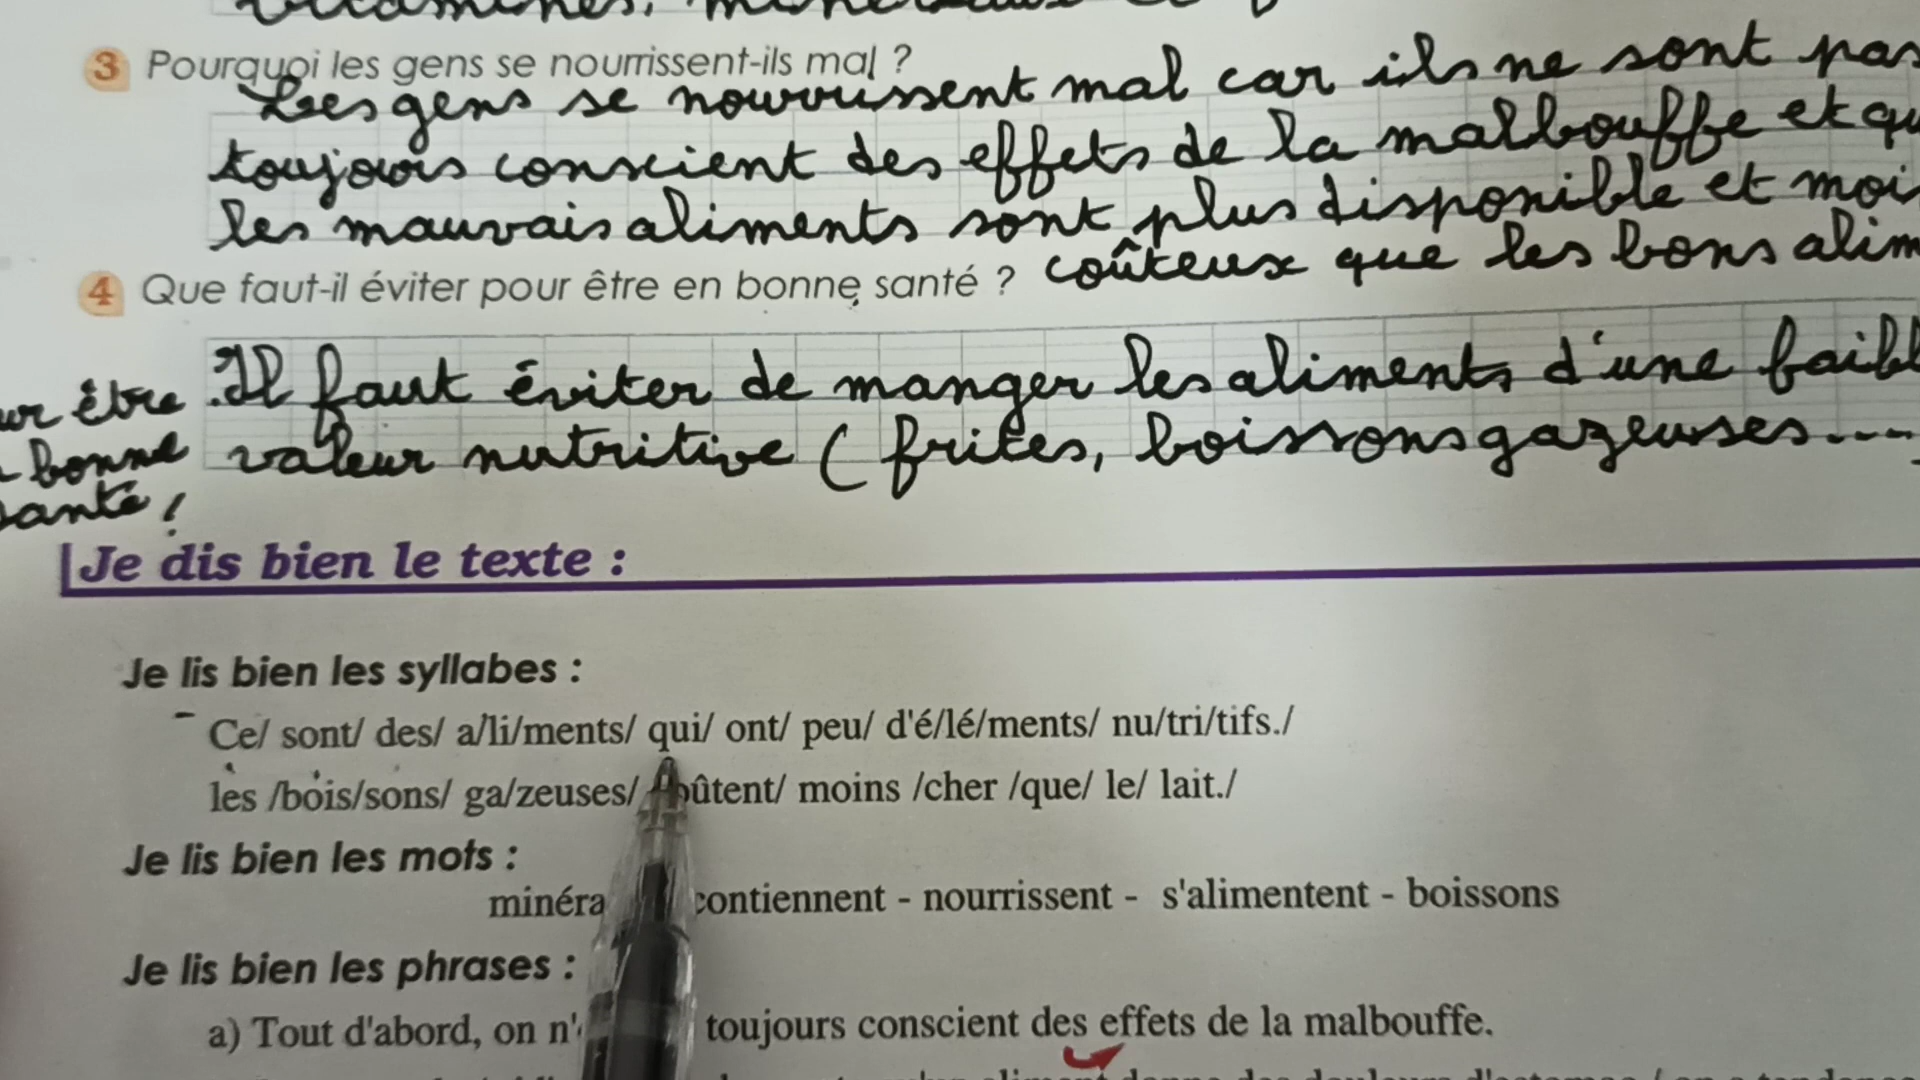 3 Pourquoi les gens se nourrissent-ils mal ?
Les gens se nourrissent mal car ils ne sont pas
toujours conscient des effets de la malbouffe et
les mauvais aliments sont plus disponible et
4 Que faut-il éviter pour être en bonne santé ? coûteux que les bons
être Il faut éviter de manger les aliments d'une
bonne valeur nutritive ( frites, boissons gazeuses....
santé !
Je dis bien le texte :
Je lis bien les syllabes :
Ce/ sont/ des/ a/li/ments/ qui/ ont/ peu/ d'é/lé/ments/ nu/tri/tifs./
les /bois/sons/ ga/zeuses/ moins /cher /que/ le/ lait./
Je lis bien les mots :
contiennent - nourrissent - s'alimentent - boissons
Je lis bien les phrases :
a) Tout d'abord, on toujours conscient des effets de la malbouffe.